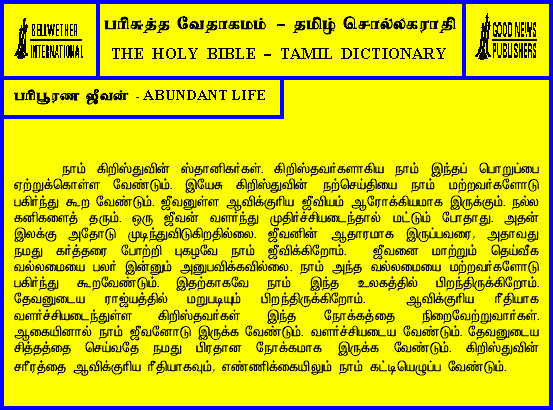 BELLWETHER
INTERNATIONAL
பரிசுத்த வேதாகமம் – தமிழ் சொல்லகராதி
THE HOLY BIBLE – TAMIL DICTIONARY
GOOD NEWS
PUBLISHERS
பரிபூரண ஜீவன் - ABUNDANT LIFE
நாம் கிறிஸ்துவின் ஸ்தானிகர்கள். கிறிஸ்தவர்களாகிய நாம் இந்தப் பொறுப்பை
ஏற்றுக்கொள்ள வேண்டும். இயேசு கிறிஸ்துவின் நற்செய்தியை நாம் மற்றவர்களோடு
பகிர்ந்து கூற வேண்டும். ஜீவனுள்ள ஆவிக்குரிய ஜீவியம் ஆரோக்கியமாக இருக்கும். நல்ல
கனிகளைத் தரும். ஒரு ஜீவன் வளர்ந்து முதிர்ச்சியடைந்தால் மட்டும் போதாது. அதன்
இலக்கு அதோடு முடிந்துவிடுகிறதில்லை. ஜீவனின் ஆதாரமாக இருப்பவரை, அதாவது
நமது கர்த்தரை போற்றி புகழவே நாம் ஜீவிக்கிறோம். ஜீவனை மாற்றும் தெய்வீக
வல்லமையை பலர் இன்னும் அனுபவிக்கவில்லை. நாம் அந்த வல்லமையை மற்றவர்களோடு
பகிர்ந்து கூறவேண்டும். இதற்காகவே நாம் இந்த உலகத்தில் பிறந்திருக்கிறோம்.
தேவனுடைய ராஜ்யத்தில் மறுபடியும் பிறந்திருக்கிறோம். ஆவிக்குரிய ரீதியாக
வளர்ச்சியடைந்துள்ள கிறிஸ்தவர்கள் இந்த நோக்கத்தை நிறைவேற்றுவார்கள்.
ஆகையினால் நாம் ஜீவனோடு இருக்க வேண்டும். வளர்ச்சியடைய வேண்டும். தேவனுடைய
சித்தத்தை செய்வதே நமது பிரதான நோக்கமாக இருக்க வேண்டும். கிறிஸ்துவின்
சரீரத்தை ஆவிக்குரிய ரீதியாகவும், எண்ணிக்கையிலும் நாம் கட்டியெழுப்ப வேண்டும்.